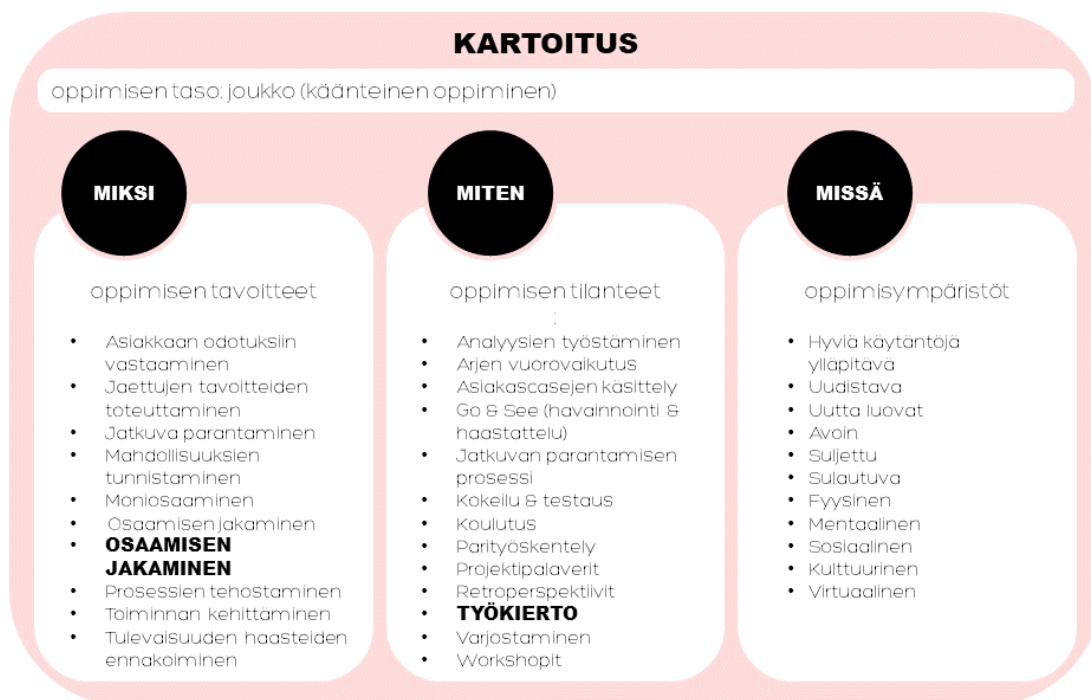 KARTOITUS
oppimisen taso: joukko (käänteinen oppiminen)
MIKSI
oppimisen tavoitteet
• Asiakkaan odotuksiin
vastaaminen
• Jaettujen tavoitteiden
toteuttaminen
• Jatkuva parantaminen
• Mahdollisuuksien
tunnistaminen
• Moniosaaminen
• Osaamisen jakaminen
• OSAAMISEN
JAKAMINEN
• Prosessien tehostaminen
• Toiminnan kehittäminen
• Tulevaisuuden haasteiden
ennakoiminen
MITEN
oppimisen tilanteet
:
• Analyysien työstäminen
• Arjen vuorovaikutus
• Asiakascasejen käsittely
• Go & See (havainnointi &
haastattelu)
• Jatkuvan parantamisen
prosessi
• Kokeilu & testaus
• Koulutus
• Parityöskentely
• Projektipalaverit
• Retroperspektiivit
• TYÖKIERTO
• Varjostaminen
• Workshopit
MISSÄ
oppimisympäristöt
• Hyviä käytäntöjä
ylläpitävä
• Uudistava
• Uutta luovat
• Avoin
• Suljettu
• Sulautuva
• Fyysinen
• Mentaalinen
• Sosiaalinen
• Kulttuurinen
• Virtuaalinen